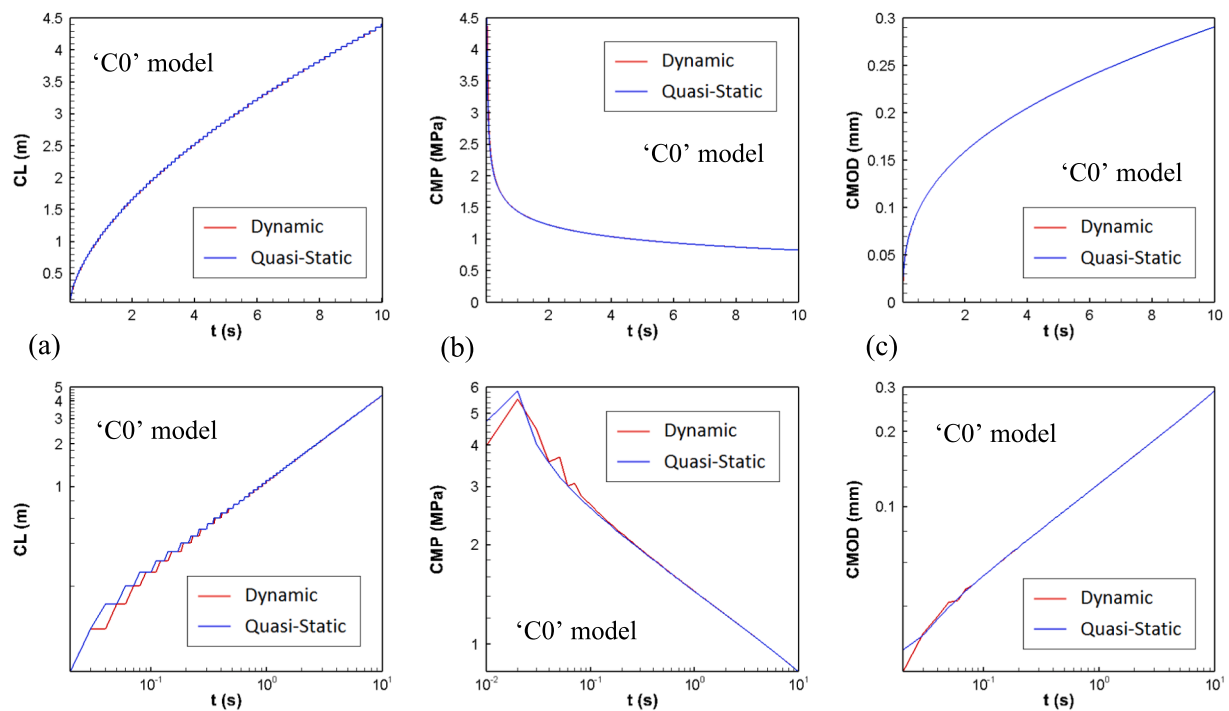 4.5
4
3.5
3
2.5
2
1.5
1
0.5
CL (m)
‘C0’ model
Dynamic
Quasi-Static
2
4
6
8
10
t (s)
(a)
4.5
4
3.5
3
2.5
2
1.5
1
0.5
0
CMP (MPa)
Dynamic
Quasi-Static
‘C0’ model
0
2
4
6
8
10
t (s)
(b)
0.3
0.25
0.2
0.15
0.1
0.05
0
CMOD (mm)
‘C0’ model
Dynamic
Quasi-Static
2
4
6
8
10
t (s)
(c)
5
4
3
2
1
CL (m)
‘C0’ model
Dynamic
Quasi-Static
10⁻¹
10⁰
10¹
t (s)
6
5
4
3
2
1
CMP (MPa)
Dynamic
Quasi-Static
‘C0’ model
10⁻²
10⁻¹
10⁰
10¹
t (s)
0.3
0.2
0.1
CMOD (mm)
‘C0’ model
Dynamic
Quasi-Static
10⁻¹
10⁰
10¹
t (s)